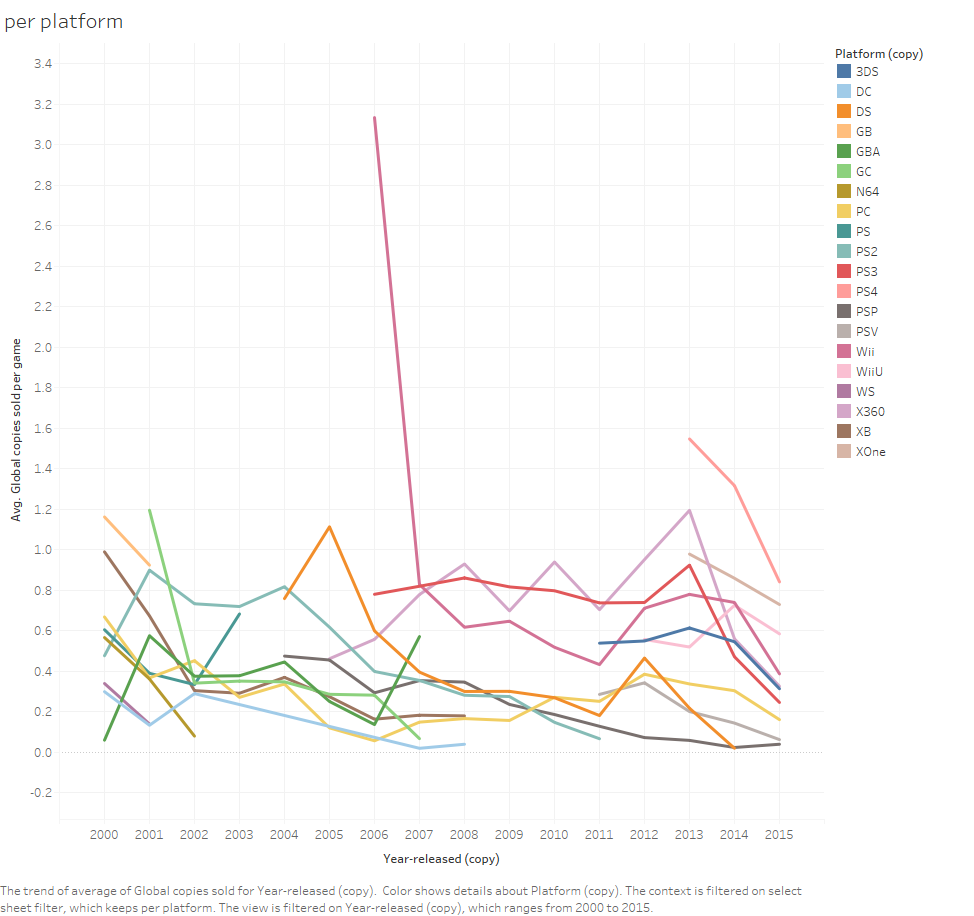 per platform
Platform (copy)
3DS
DC
DS
GB
GBA
GC
N64
PC
PS
PS2
PS3
PS4
PSP
PSV
Wii
WiiU
WS
X360
XB
XOne
Avg. Global copies sold per game
3.4
3.2
3.0
2.8
2.6
2.4
2.2
2.0
1.8
1.6
1.4
1.2
1.0
0.8
0.6
0.4
0.2
0.0
-0.2
2000 2001 2002 2003 2004 2005 2006 2007 2008 2009 2010 2011 2012 2013 2014 2015
Year-released (copy)
The trend of average of Global copies sold for Year-released (copy).  Color shows details about Platform (copy). The context is filtered on select
sheet filter, which keeps per platform. The view is filtered on Year-released (copy), which ranges from 2000 to 2015.